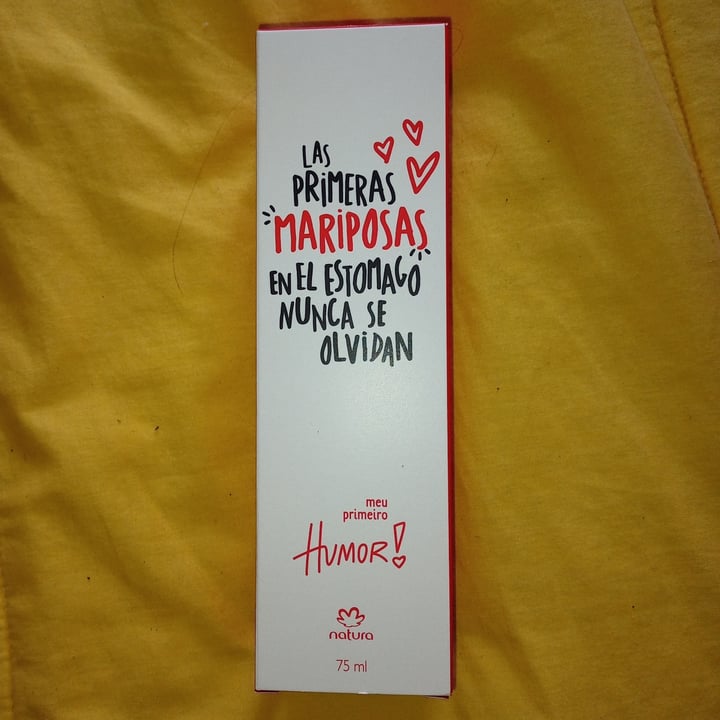 LAS
PRiMERAS
MARiPOSAS
EN EL ESTOMAGO
NUNCA SE
OLViDAN
meu
primeiro
HUMOR!
natura
75 ml